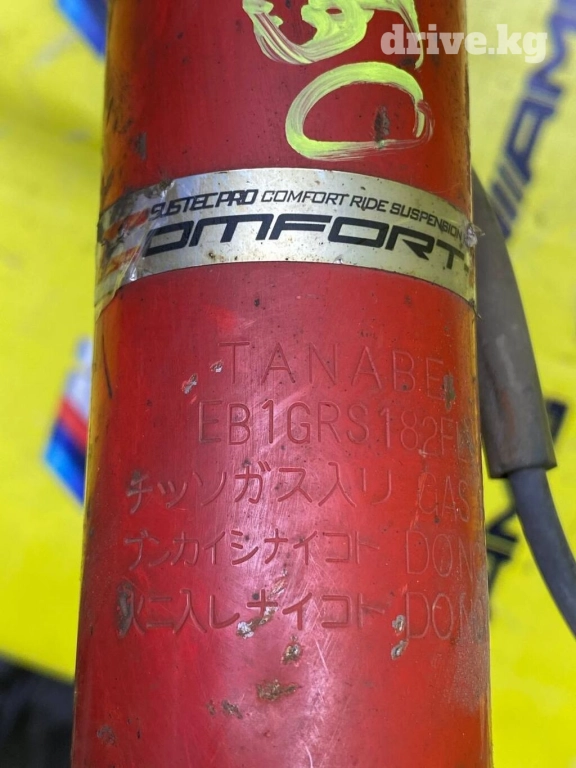 drive.kg
SUSTEC PRO COMFORT RIDE SUSPENSION
OMFORT
TANABE
EB1GRS182F
チッソガス入り GAS
ブンカイシナイコト DON
火ニ入レナイコト DON
AM